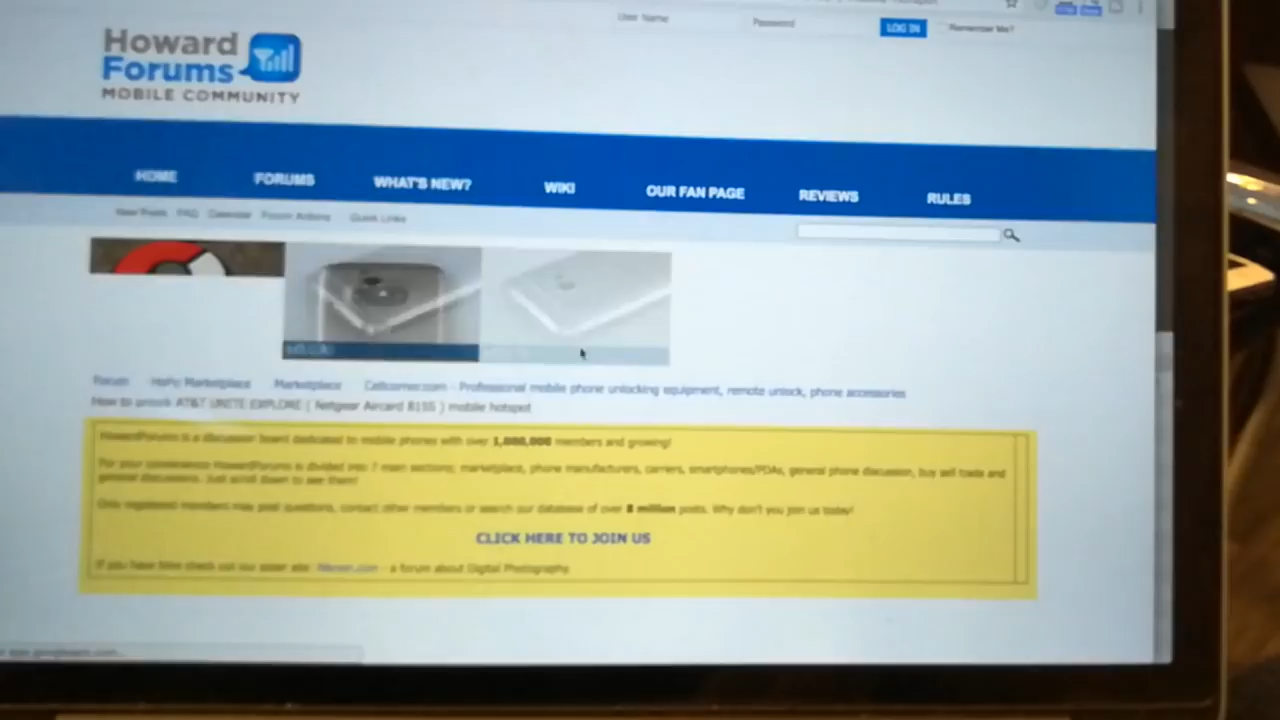 User Name Password LOG IN Remember Me?
Howard
Forums
MOBILE COMMUNITY
HOME FORUMS WHAT'S NEW? WIKI OUR FAN PAGE REVIEWS RULES
New Posts FAQ Calendar Forum Actions Quick Links
Forum HoFo Marketplace Marketplace Cellcorner.com - Professional mobile phone unlocking equipment, remote unlock, phone accessories
How to unlock AT&T UNITE EXPLORE ( Netgear Aircard 815S ) mobile hotspot
HowardForums is a discussion board dedicated to mobile phones with over 1,000,000 members and growing!
For your convenience HowardForums is divided into 7 main sections; marketplace, phone manufacturers, carriers, smartphones/PDAs, general phone discussion, buy sell trade and
general discussions. Just scroll down to see them!
Only registered members may post questions, contact other members or search our database of over 8 million posts. Why don't you join us today!
CLICK HERE TO JOIN US
If you have time check out our sister site: - a forum about Digital Photography.